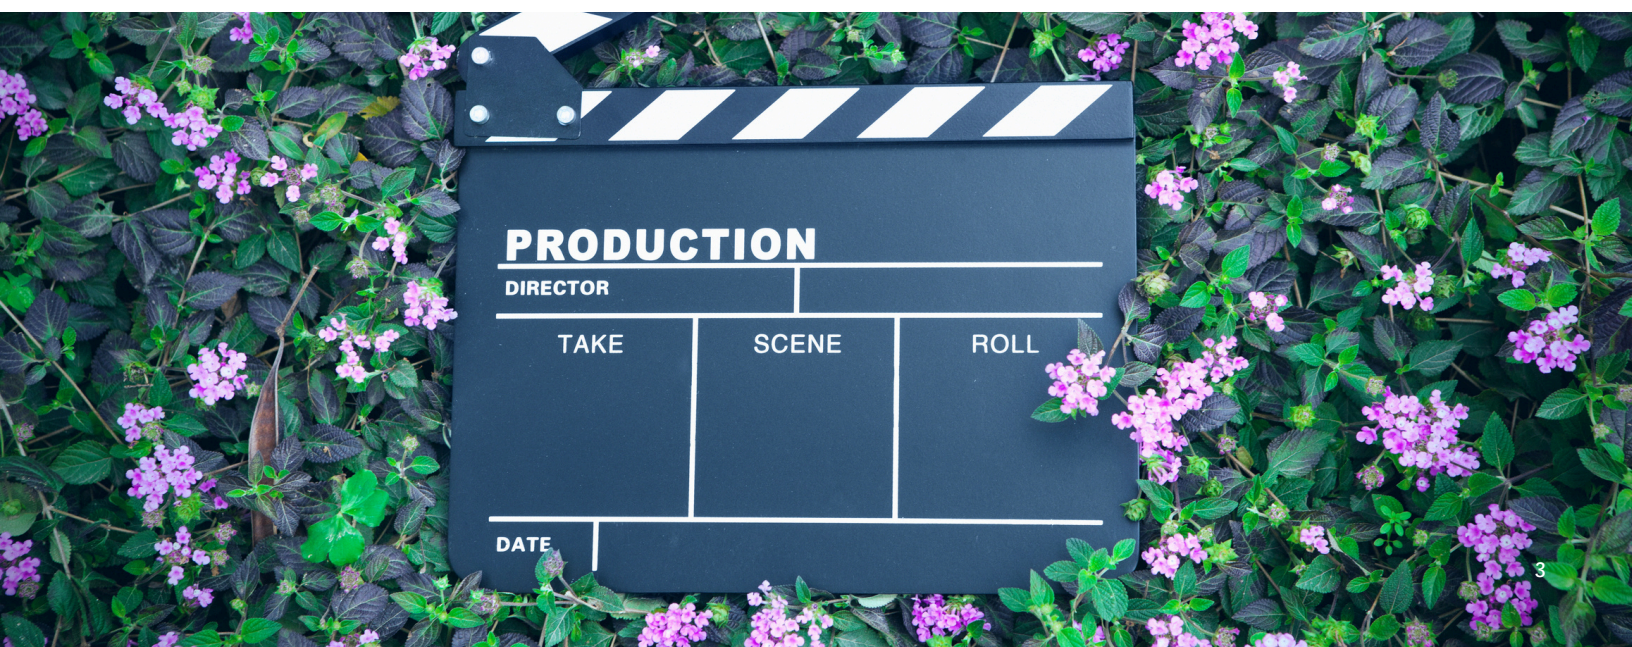 PRODUCTION
DIRECTOR
TAKE SCENE ROLL
DATE
3